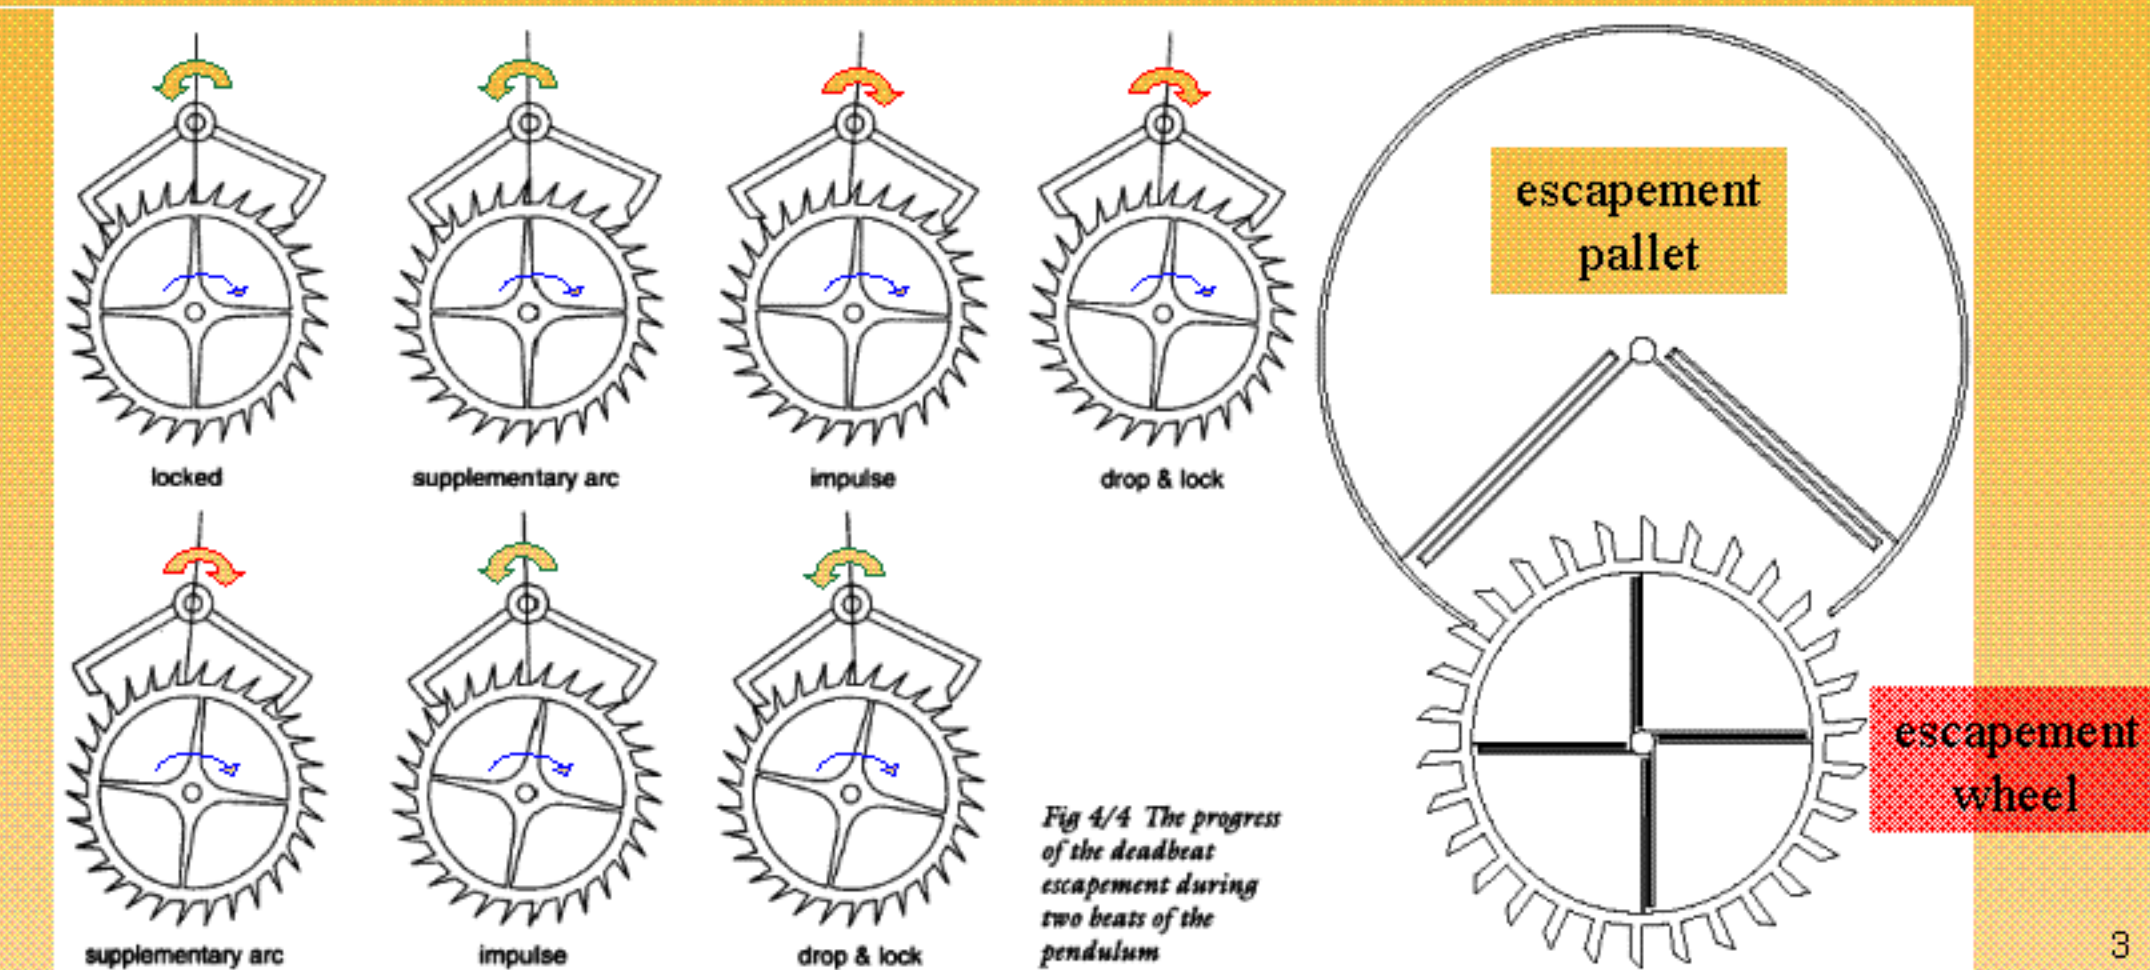 locked
supplementary arc
impulse
drop & lock
escapement
pallet
supplementary arc
impulse
drop & lock
Fig 4/4 The progress
of the deadbeat
escapement during
two beats of the
pendulum
escapement
wheel
3